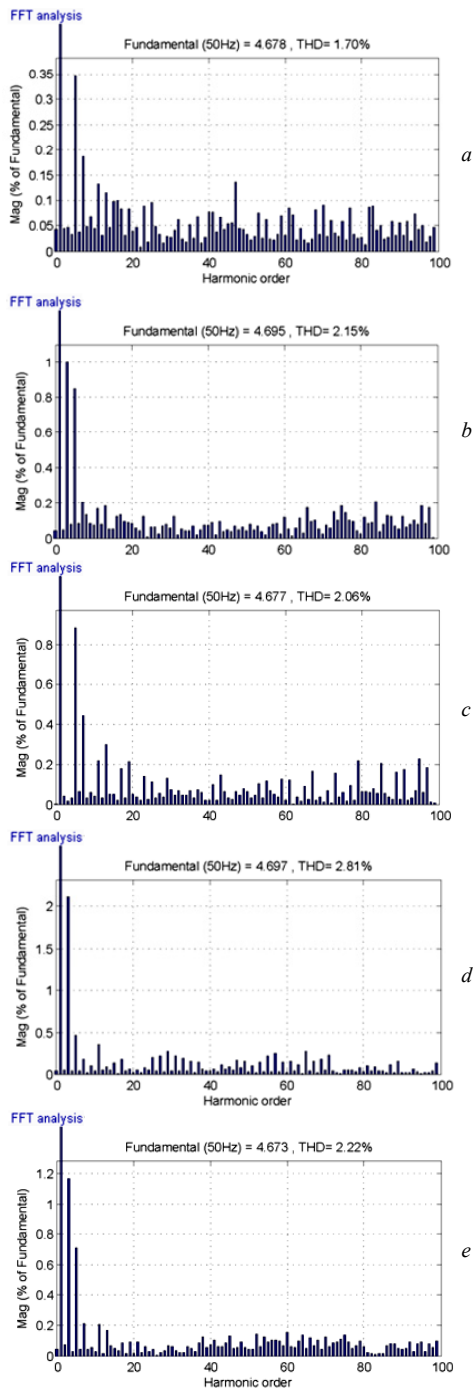 FFT analysis
Fundamental (50Hz) = 4.678 , THD= 1.70%
Mag (% of Fundamental)
0.35
0.3
0.25
0.2
0.15
0.1
0.05
0
0 20 40 60 80 100
Harmonic order
a
FFT analysis
Fundamental (50Hz) = 4.695 , THD= 2.15%
Mag (% of Fundamental)
1
0.8
0.6
0.4
0.2
0
0 20 40 60 80 100
b
FFT analysis
Fundamental (50Hz) = 4.677 , THD= 2.06%
Mag (% of Fundamental)
0.8
0.6
0.4
0.2
0
0 20 40 60 80 100
c
FFT analysis
Fundamental (50Hz) = 4.697 , THD= 2.81%
Mag (% of Fundamental)
2
1.5
1
0.5
0
0 20 40 60 80 100
Harmonic order
d
FFT analysis
Fundamental (50Hz) = 4.673 , THD= 2.22%
Mag (% of Fundamental)
1.2
1
0.8
0.6
0.4
0.2
0
0 20 40 60 80 100
Harmonic order
e